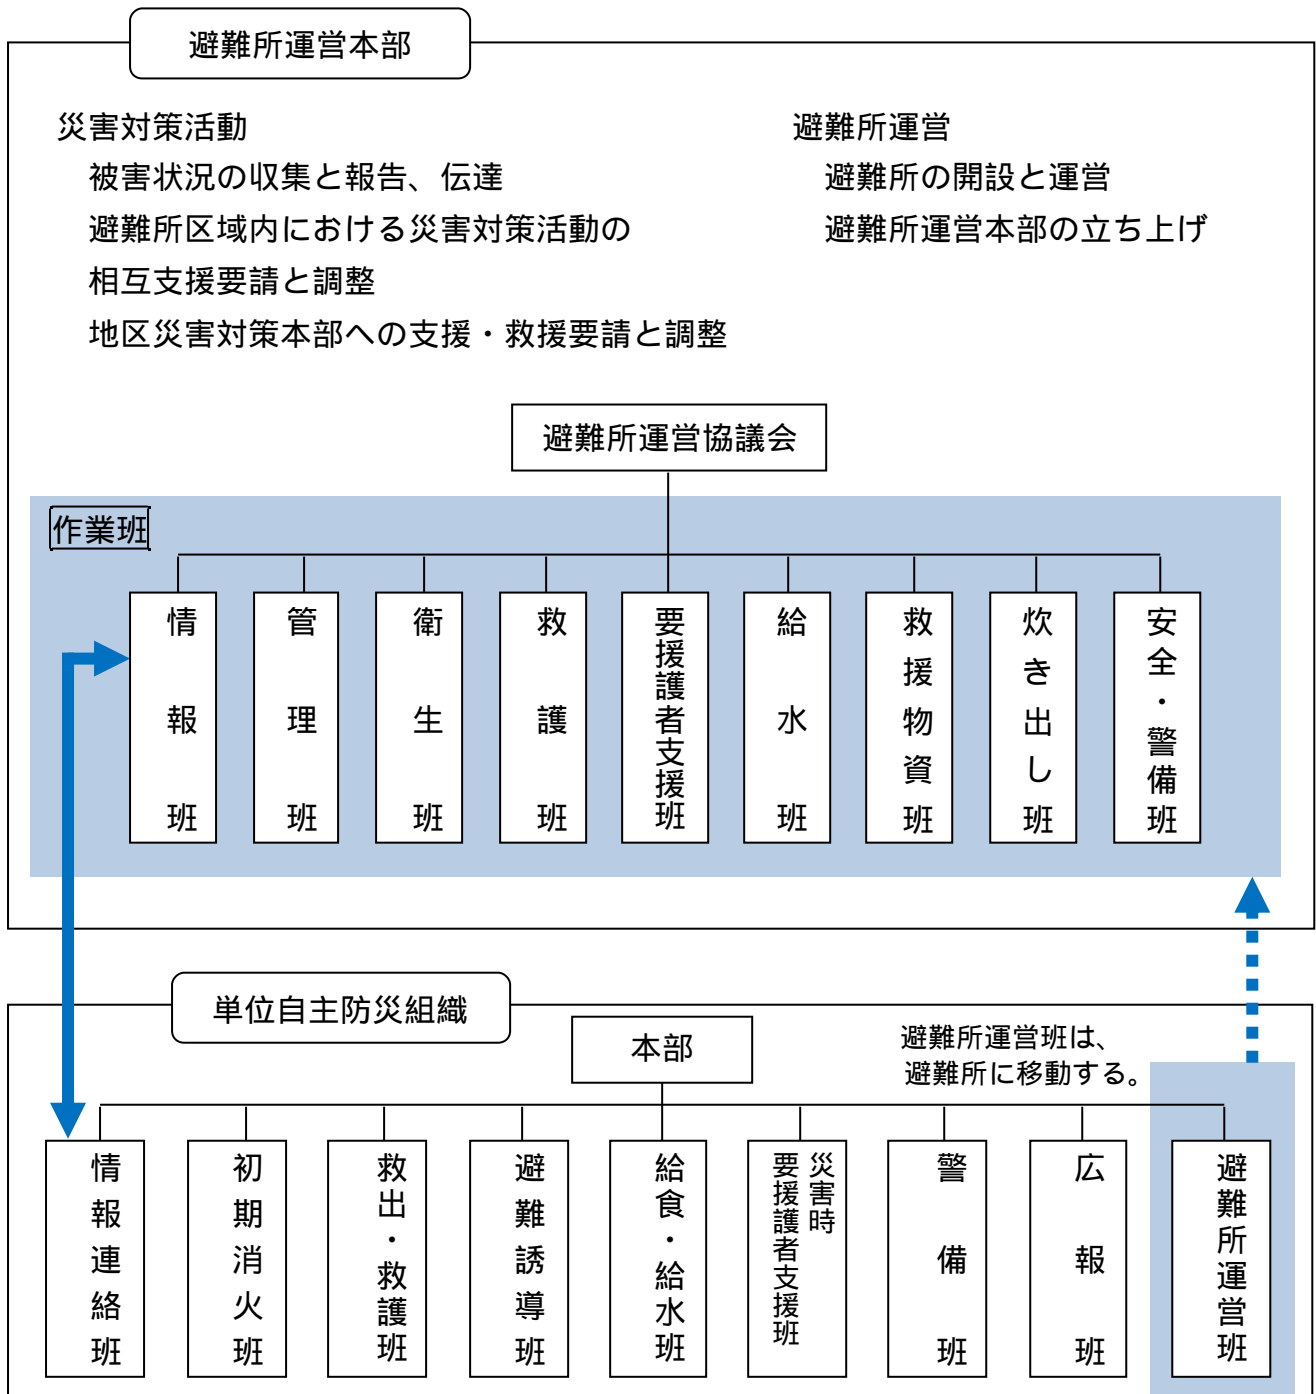 避難所運営本部
災害対策活動
被害状況の収集と報告、伝達
避難所区域内における災害対策活動の
相互支援要請と調整
地区災害対策本部への支援・救援要請と調整
避難所運営
避難所の開設と運営
避難所運営本部の立ち上げ
避難所運営協議会
作業班
情報班
管理班
衛生班
救護班
要援護者支援班
給水班
救援物資班
炊き出し班
安全・警備班
単位自主防災組織
本部
避難所運営班は、
避難所に移動する。
情報連絡班
初期消火班
救出・救護班
避難誘導班
給食・給水班
災害時
要援護者支援班
警備班
広報班
避難所運営班